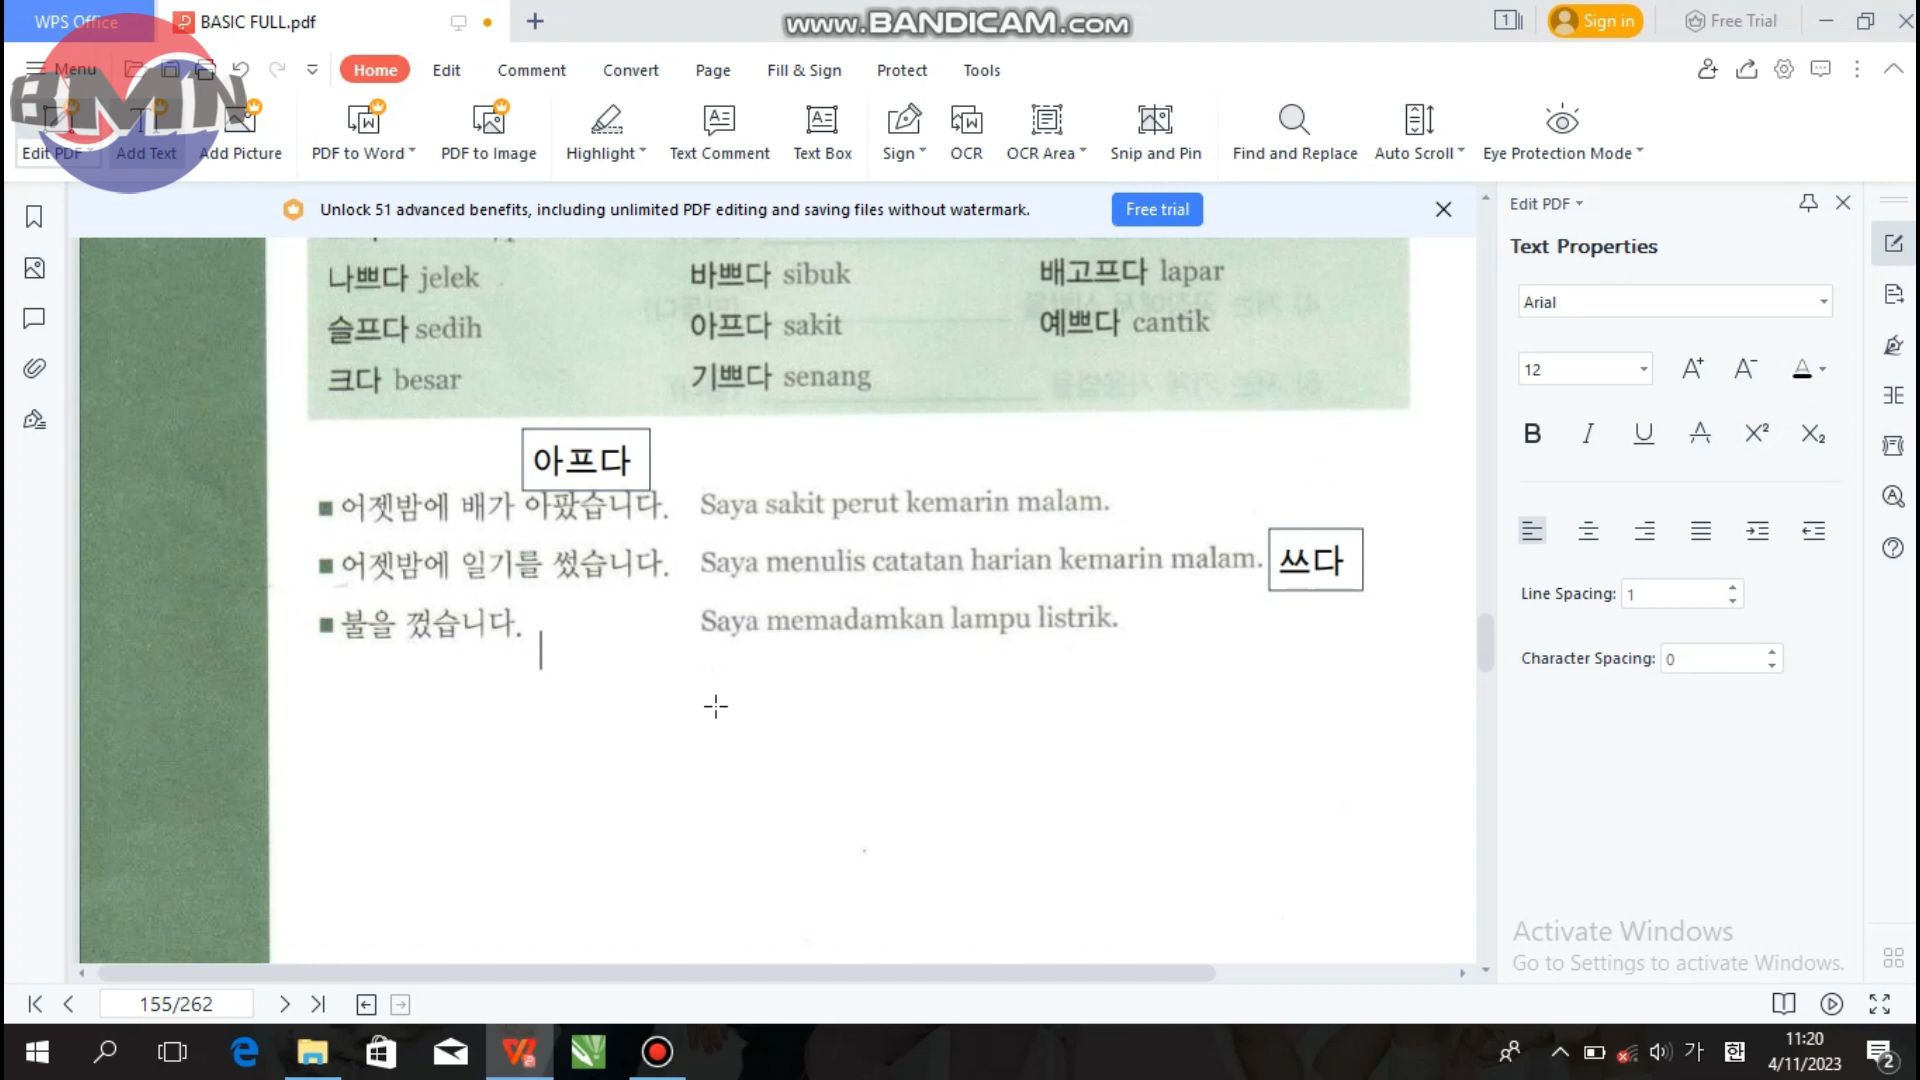 WPS Office
BASIC FULL.pdf
www.BANDICAM.com
Sign in
Free Trial
BMN
Menu
Home
Edit
Comment
Convert
Page
Fill & Sign
Protect
Tools
Edit PDF
Add Text
Add Picture
PDF to Word
PDF to Image
Highlight
Text Comment
Text Box
Sign
OCR
OCR Area
Snip and Pin
Find and Replace
Auto Scroll
Eye Protection Mode
Unlock 51 advanced benefits, including unlimited PDF editing and saving files without watermark.
Free trial
나쁘다 jelek
바쁘다 sibuk
배고프다 lapar
슬프다 sedih
아프다 sakit
예쁘다 cantik
크다 besar
기쁘다 senang
아프다
어젯밤에 배가 아팠습니다.
Saya sakit perut kemarin malam.
어젯밤에 일기를 썼습니다.
Saya menulis catatan harian kemarin malam.
쓰다
불을 껐습니다.
Saya memadamkan lampu listrik.
Edit PDF
Text Properties
Arial
12
Line Spacing: 1
Character Spacing: 0
Activate Windows
Go to Settings to activate Windows.
155/262
가
한
11:20
4/11/2023
2